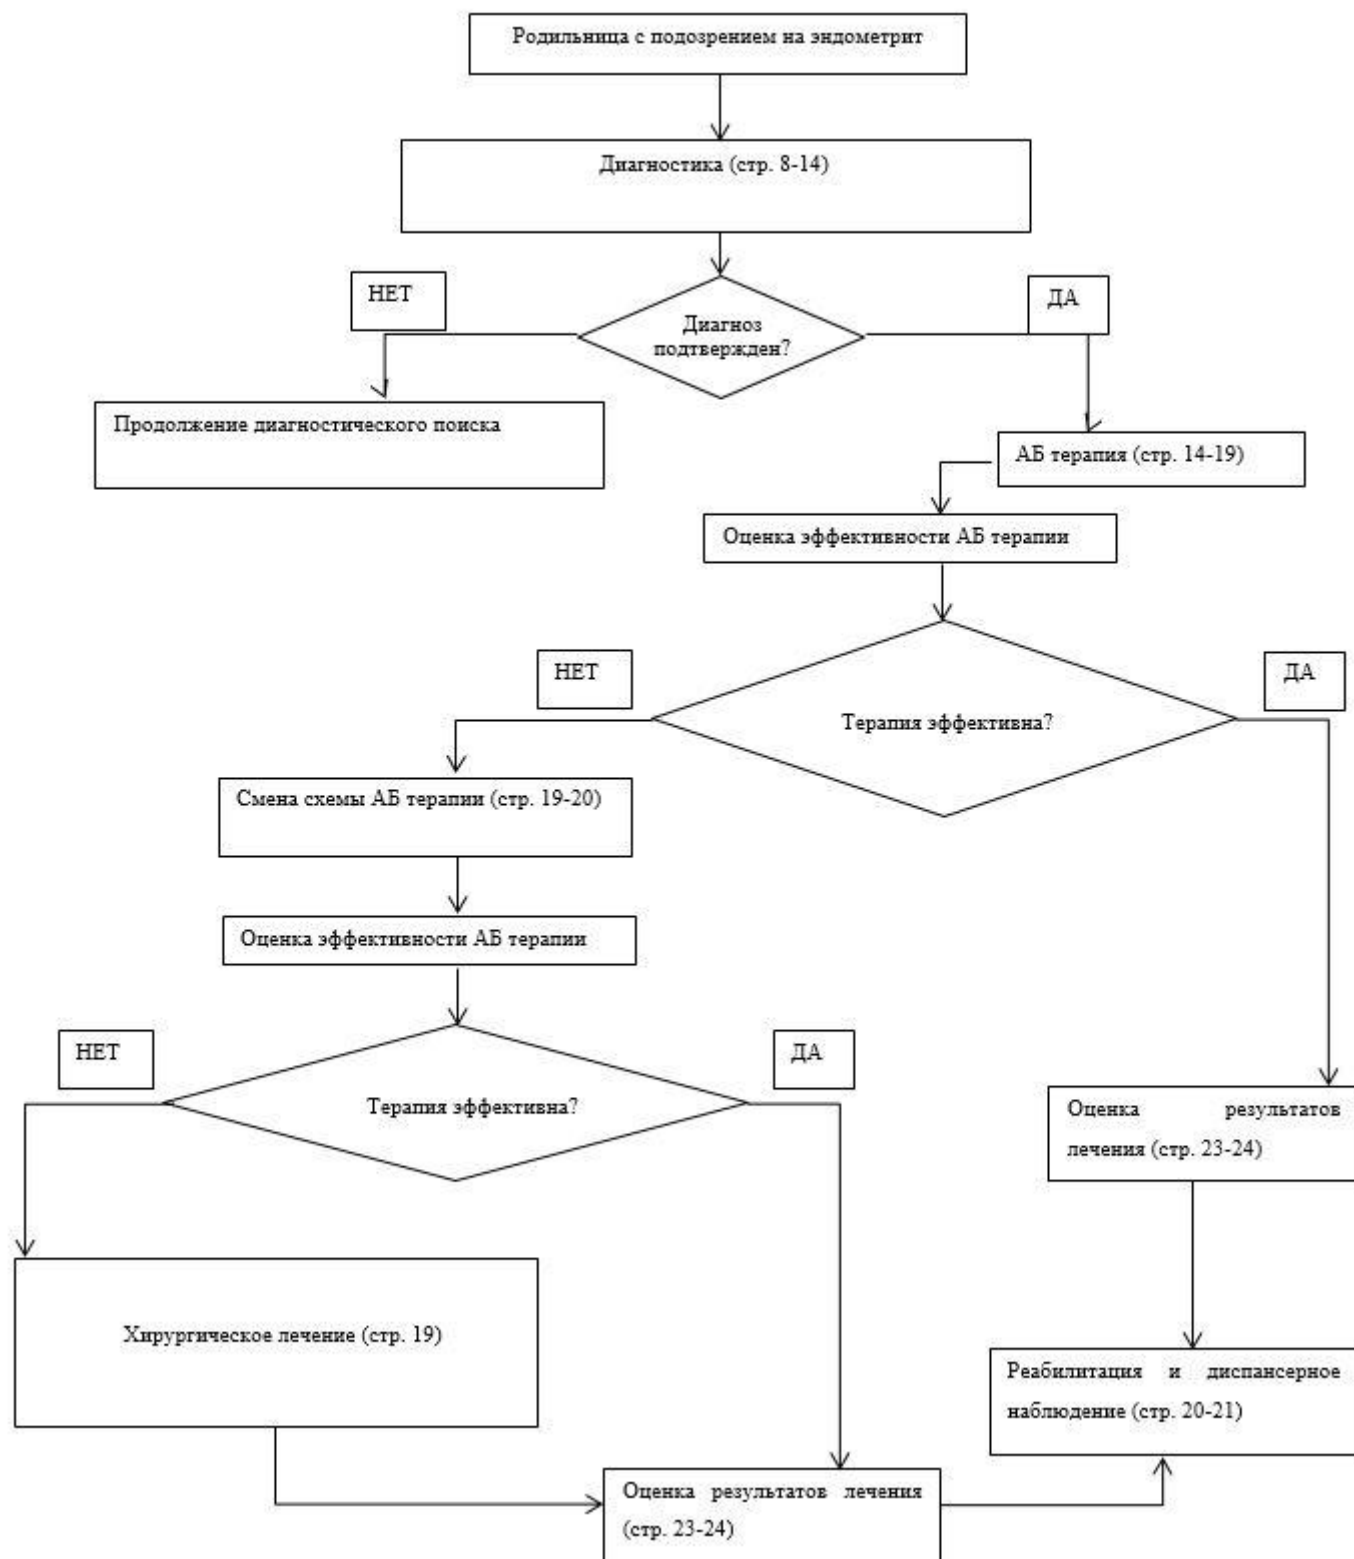 Родильница с подозрением на эндометрит
Диагностика (стр. 8-14)
НЕТ
ДА
Диагноз
подтвержден?
Продолжение диагностического поиска
АБ терапия (стр. 14-19)
Оценка эффективности АБ терапии
НЕТ
ДА
Терапия эффективна?
Смена схемы АБ терапии (стр. 19-20)
Оценка эффективности АБ терапии
НЕТ
ДА
Терапия эффективна?
Оценка результатов
лечения (стр. 23-24)
Хирургическое лечение (стр. 19)
Реабилитация и диспансерное
наблюдение (стр. 20-21)
Оценка результатов лечения
(стр. 23-24)